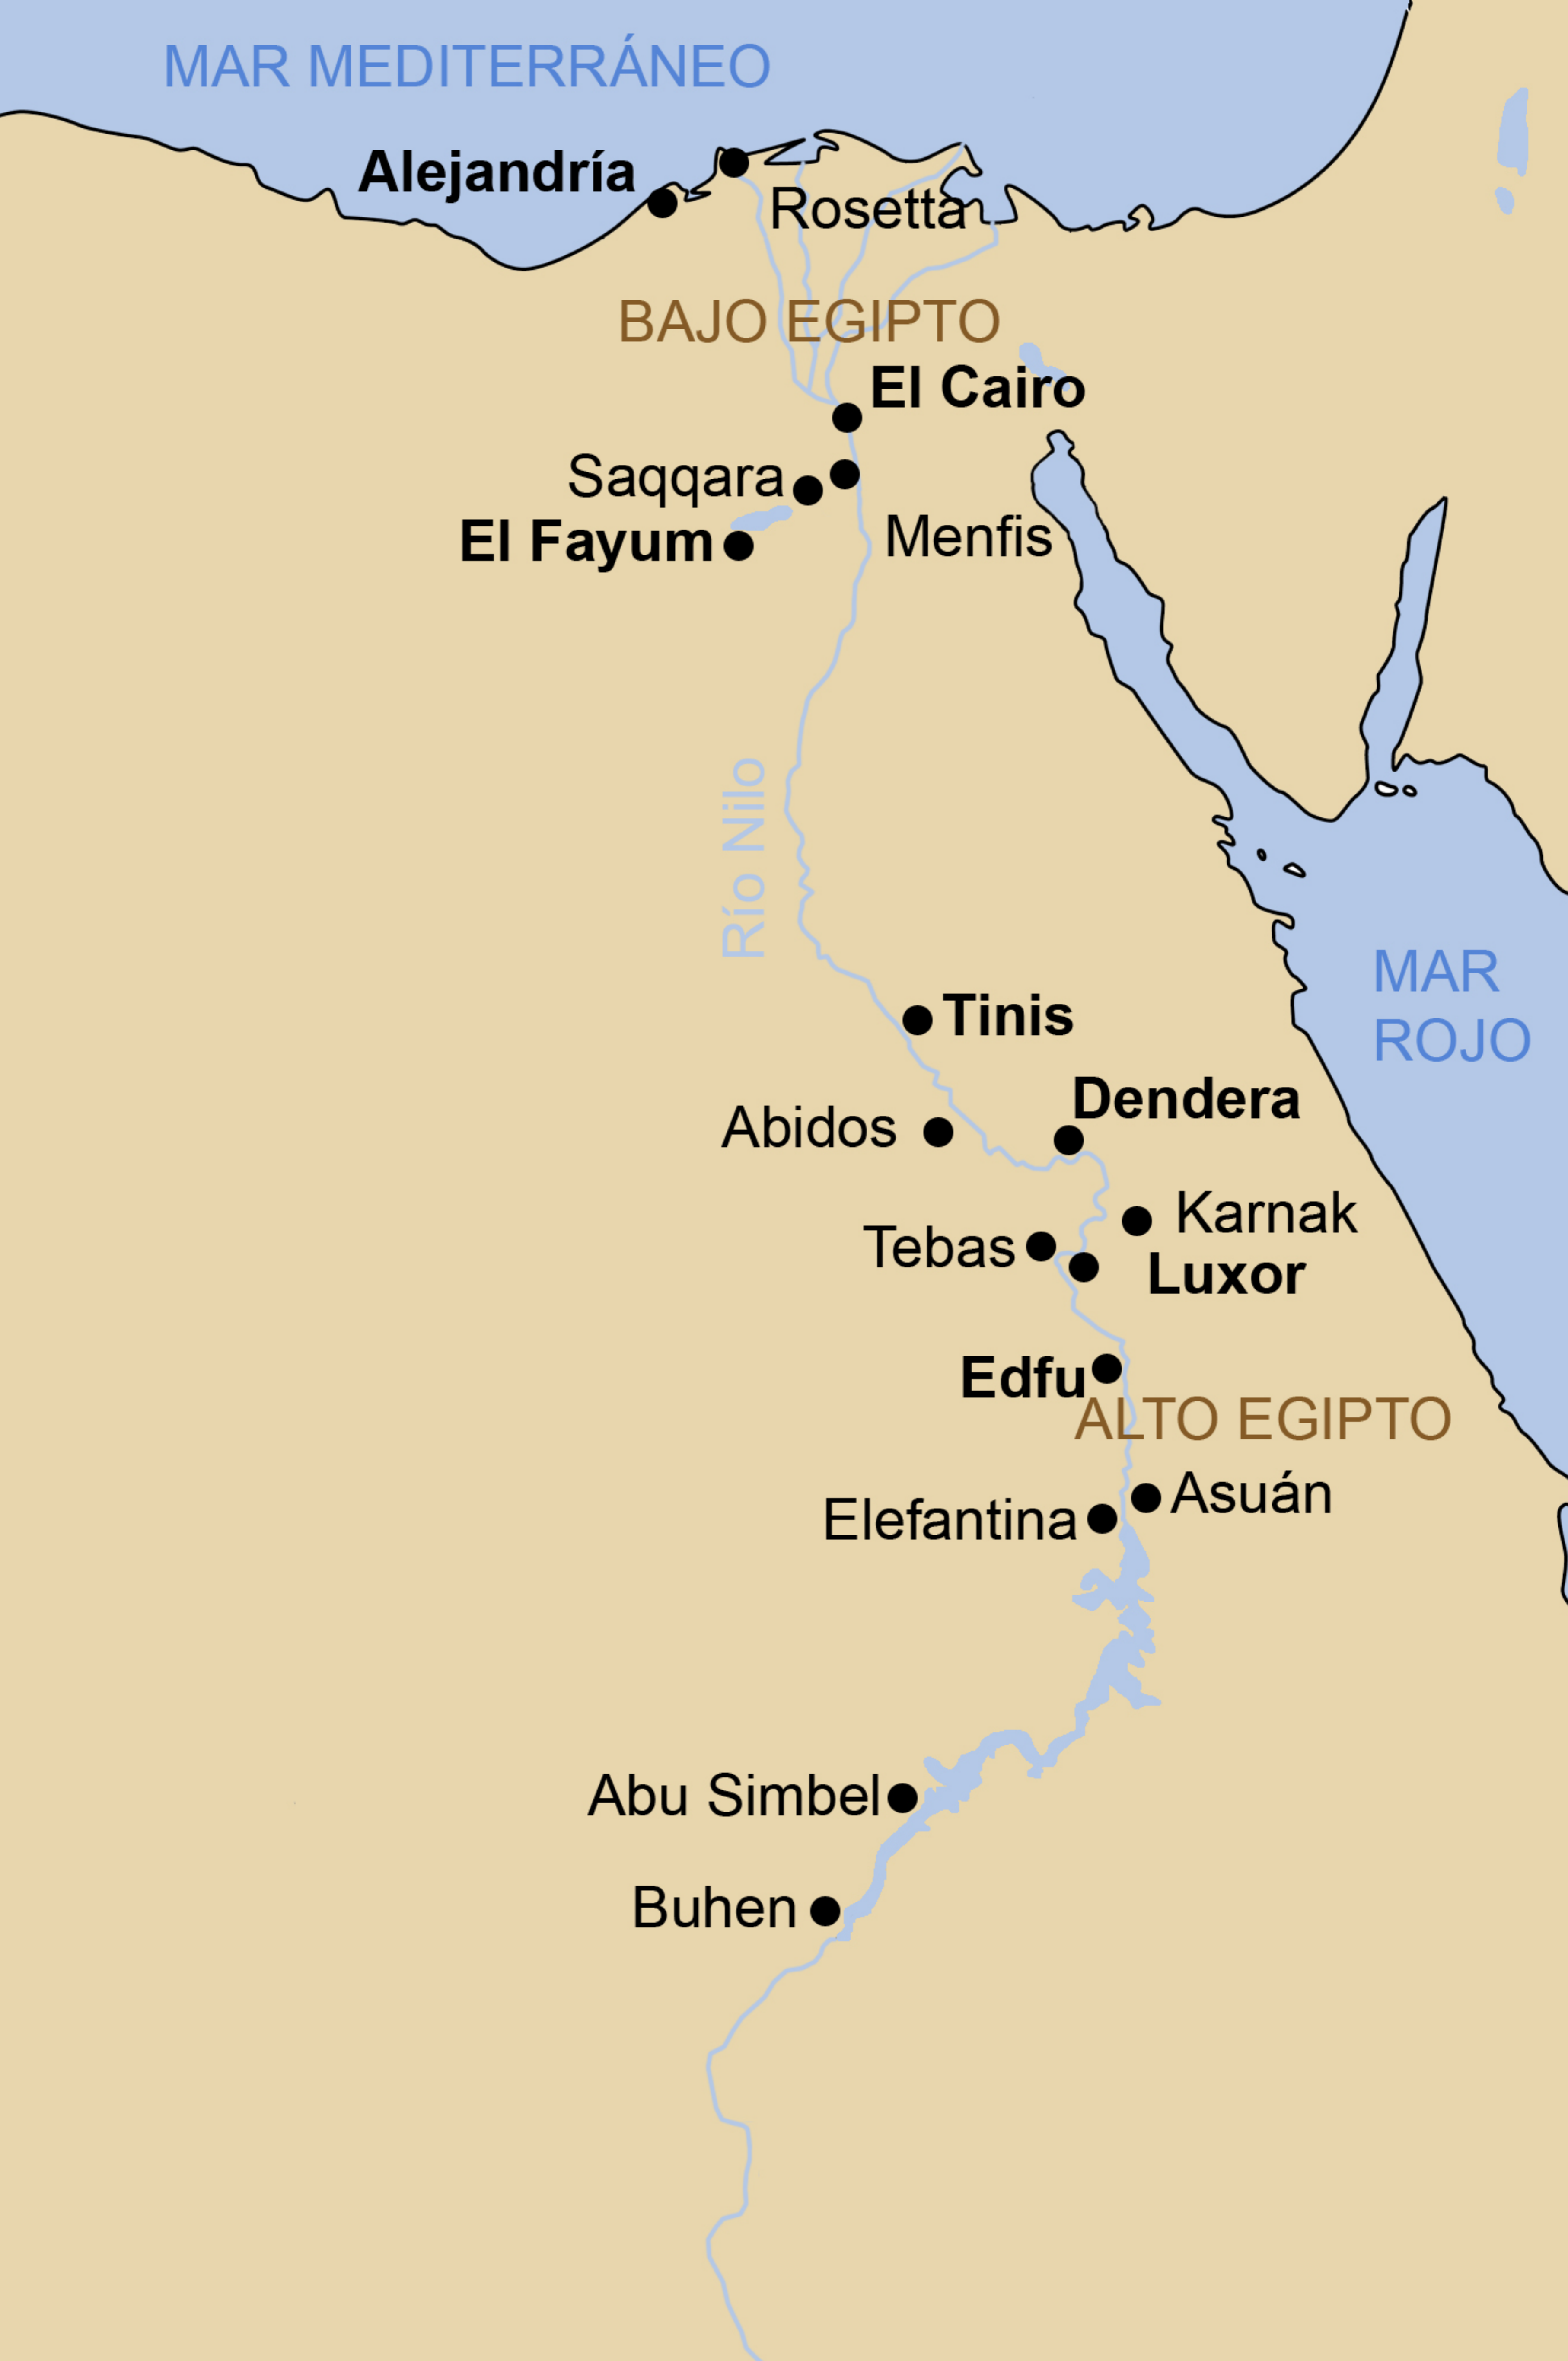 MAR MEDITERRÁNEO
Alejandría
Rosetta
BAJO EGIPTO
El Cairo
Saqqara
El Fayum
Menfis
Río Nilo
MAR
ROJO
Tinis
Dendera
Abidos
Karnak
Tebas
Luxor
Edfu
ALTO EGIPTO
Asuán
Elefantina
Abu Simbel
Buhen